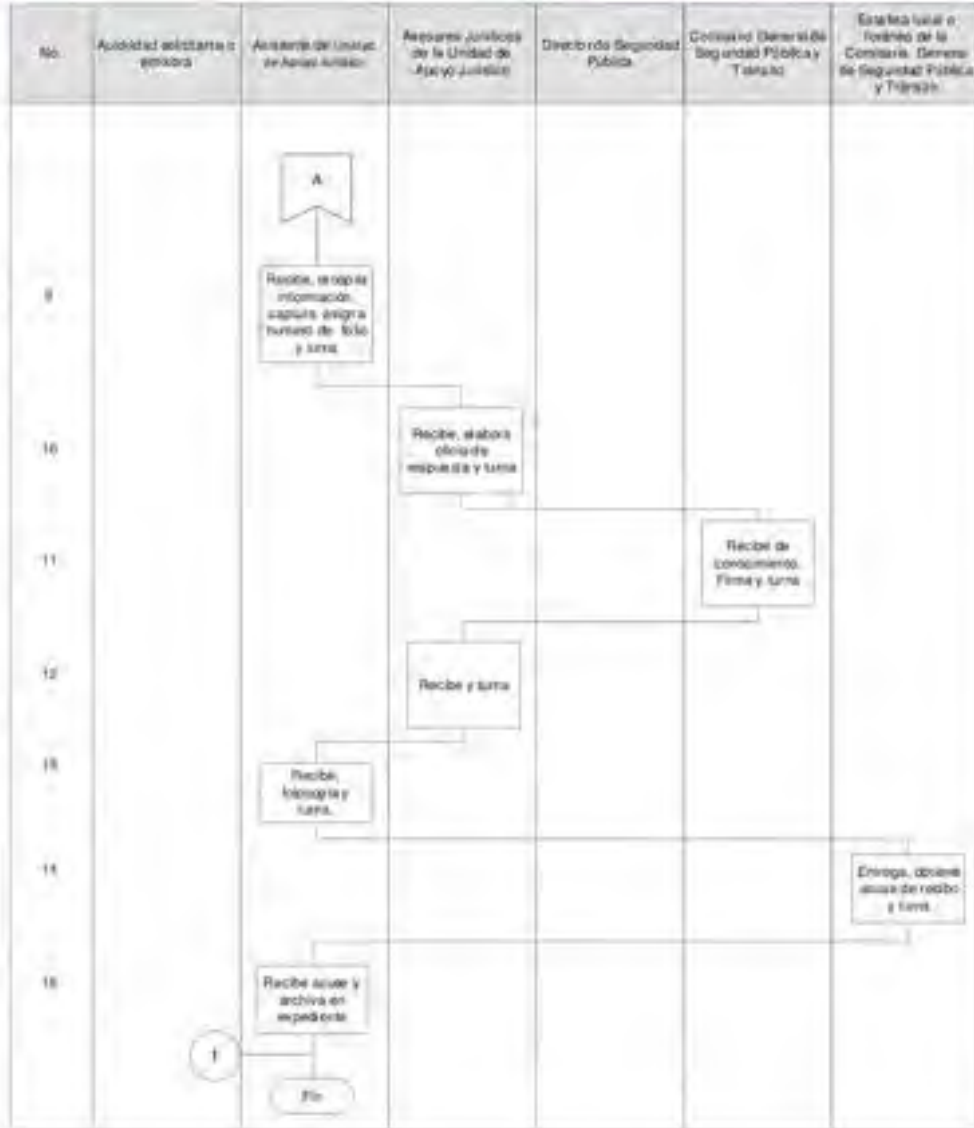 No.
Autoridad solicitante o
emisora
Asistente de Unidad
de Apoyo Jurídico
Asesores Jurídicos
de la Unidad de
Apoyo Jurídico
Director de Seguridad
Pública
Comisario General de
Seguridad Pública y
Tránsito
Estafeta local o
foráneo de la
Comisaría General
de Seguridad Pública
y Tránsito
A
9
Recibe, recopila
información,
captura, asigna
número de folio
y turna
10
Recibe, elabora
oficio de
respuesta y turna
11
Recibe de
conocimiento.
Firma y turna
12
Recibe y turna
13
Recibe,
fotocopia y
turna.
14
Entrega, obtiene
acuse de recibo
y turna
15
Recibe acuse y
archiva en
expediente
1
Fin